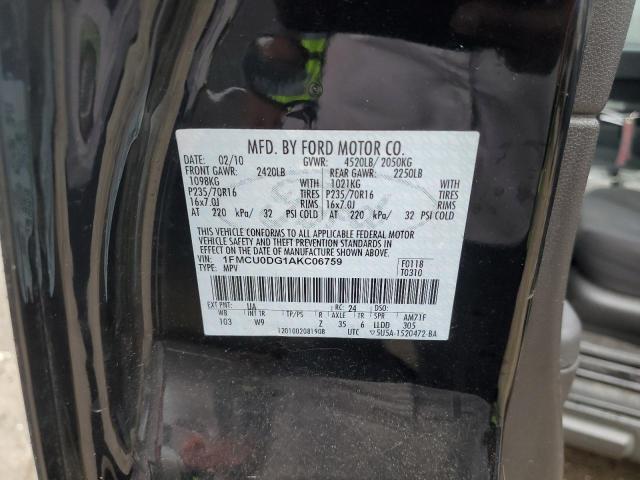 MFD. BY FORD MOTOR CO.
DATE: 02/10 GVWR: 4520LB/ 2050KG
FRONT GAWR: 2420LB REAR GAWR: 2250LB
1098KG WITH 1021KG WITH
P235/70R16 TIRES P235/70R16 TIRES
16x7.0J RIMS 16x7.0J RIMS
AT 220 kPa/ 32 PSI COLD AT 220 kPa/ 32 PSI COLD
THIS VEHICLE CONFORMS TO ALL APPLICABLE FEDERAL MOTOR
VEHICLE SAFETY AND THEFT PREVENTION STANDARDS IN
EFFECT ON THE DATE OF MANUFACTURE SHOWN ABOVE.
VIN: 1FMCU0DG1AKC06759 F0118
TYPE: MPV T0310
EXT PNT: UA RC: 24 DSO:
WB INT TR TP/PS R AXLE TR SPR AM71F
103 W9 Z 35 6 LLDD 305
UTC 5U5A-1520472-BA